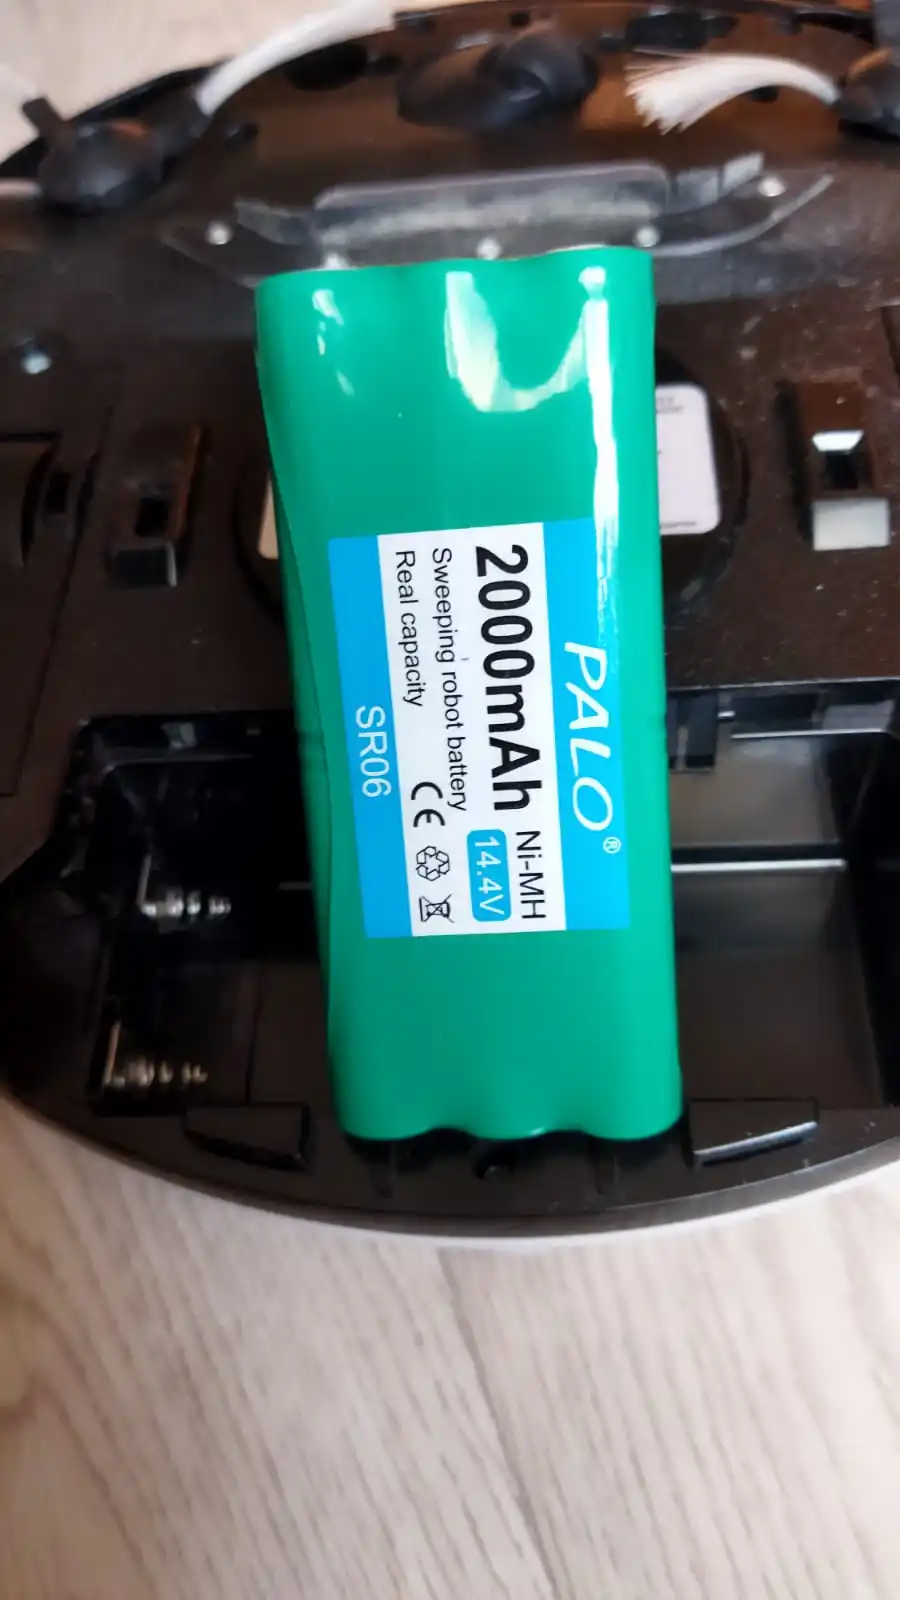 PALO®
2000mAh Ni-MH
14.4V
Sweeping robot battery
Real capacity
CE
SR06